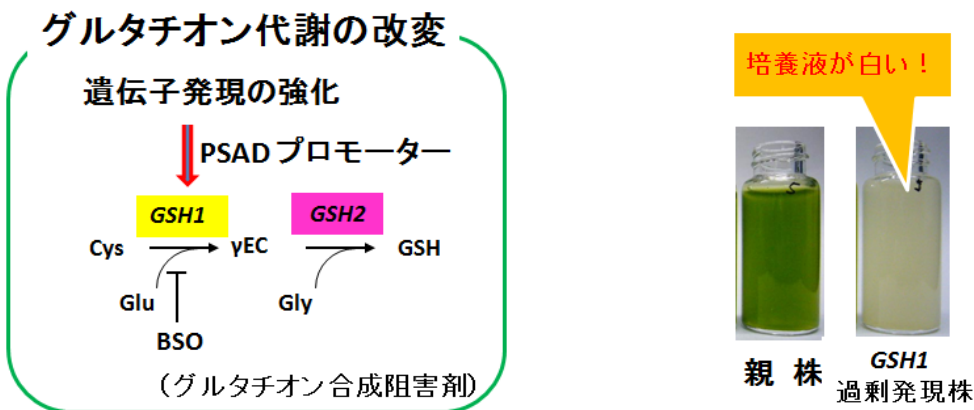 グルタチオン代謝の改変
遺伝子発現の強化
PSADプロモーター
GSH1
GSH2
Cys
γEC
GSH
Glu
Gly
BSO
(グルタチオン合成阻害剤)
培養液が白い!
5
親 株
GSH1
過剰発現株